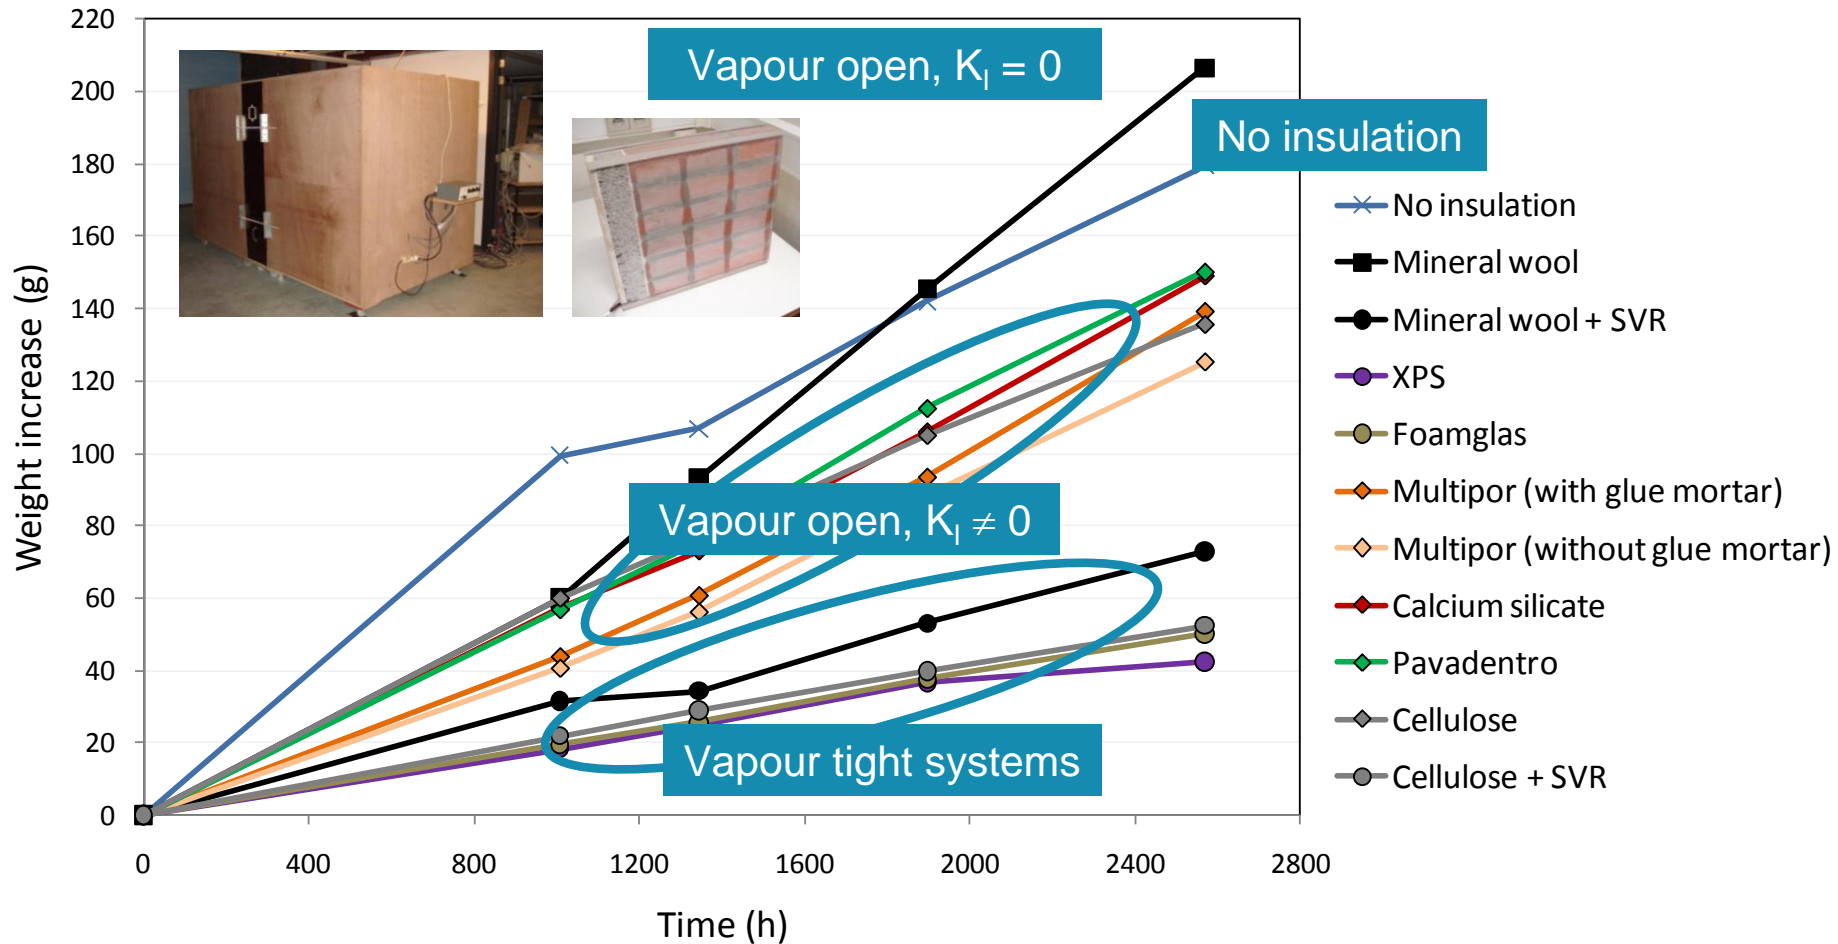 Vapour open, Kl = 0
No insulation
Vapour open, Kl ≠ 0
Vapour tight systems
Weight increase (g)
220
200
180
160
140
120
100
80
60
40
20
0
0 400 800 1200 1600 2000 2400 2800
Time (h)
No insulation
Mineral wool
Mineral wool + SVR
XPS
Foamglas
Multipor (with glue mortar)
Multipor (without glue mortar)
Calcium silicate
Pavadentro
Cellulose
Cellulose + SVR